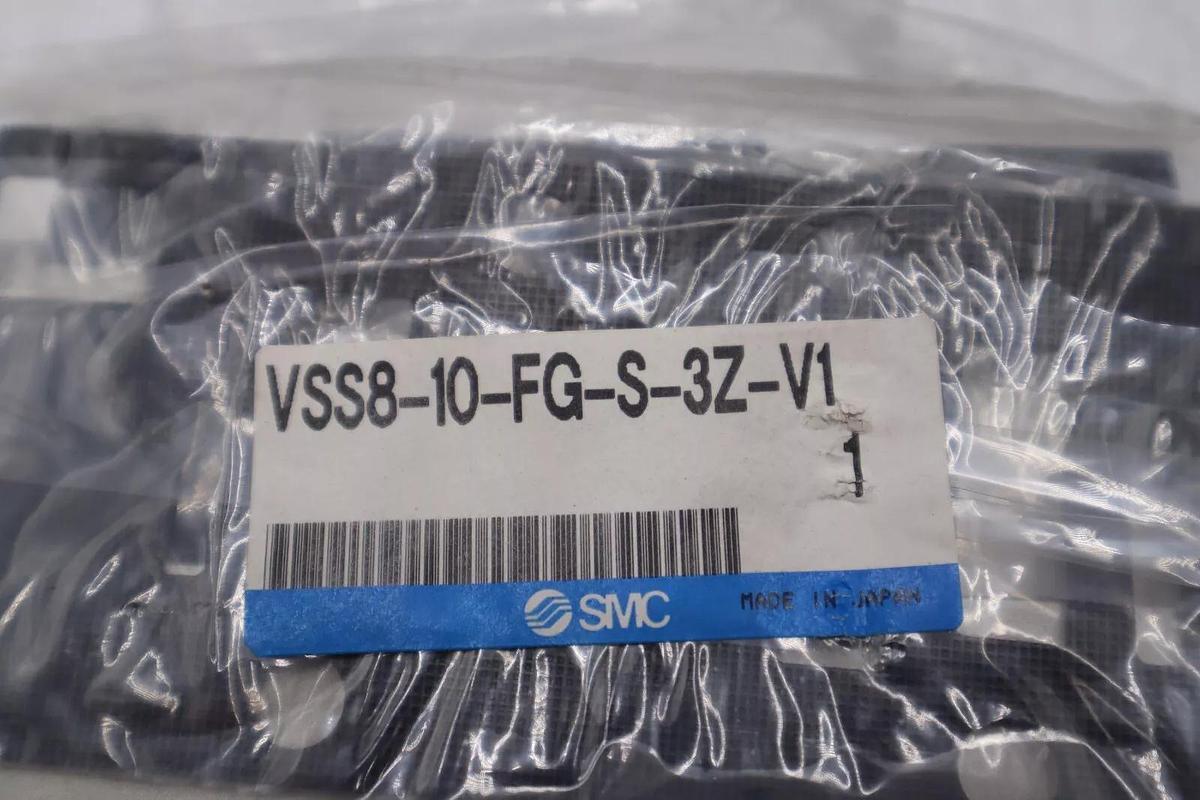 VSS8-10-FG-S-3Z-V1
1
SMC
MADE IN JAPAN